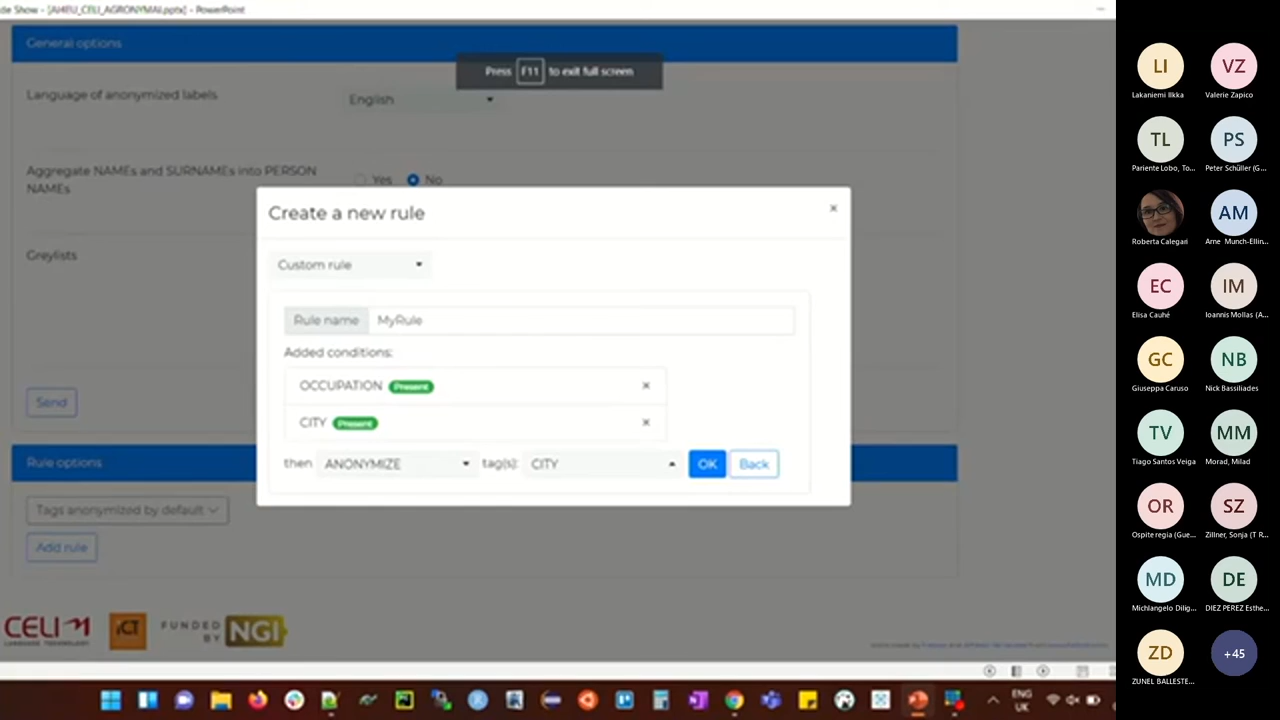 de Show - [AI4EU_CELI_AGRONYMAI.pptx] - PowerPoint
General options
Press F11 to exit full screen
Language of anonymized labels
English
Aggregate NAMEs and SURNAMEs into PERSON
NAMEs
Yes
No
Create a new rule
×
Custom rule
Greylists
Rule name
MyRule
Added conditions:
OCCUPATION Present ×
CITY Present ×
Send
then ANONYMIZE tag(s): CITY OK Back
Rule options
Tags anonymized by default
Add rule
CELI
LANGUAGE TECHNOLOGY
iCT
FUNDED
BY
NGI
ENG
UK
LI
Lakaniemi Ilkka
VZ
Valerie Zapico
TL
Pariente Lobo, To...
PS
Peter Schüller (G...
Roberta Calegari
AM
Arne Munch-Ellin...
EC
Elisa Cauhé
IM
Ioannis Mollas (A...
GC
Giuseppa Caruso
NB
Nick Bassiliades
TV
Tiago Santos Veiga
MM
Morad, Milad
OR
Ospite regia (Gue...
SZ
Zillner, Sonja (T R...
MD
Michlangelo Dilig...
DE
DIEZ PEREZ Esthe...
ZD
ZUNEL BALLESTE...
+45